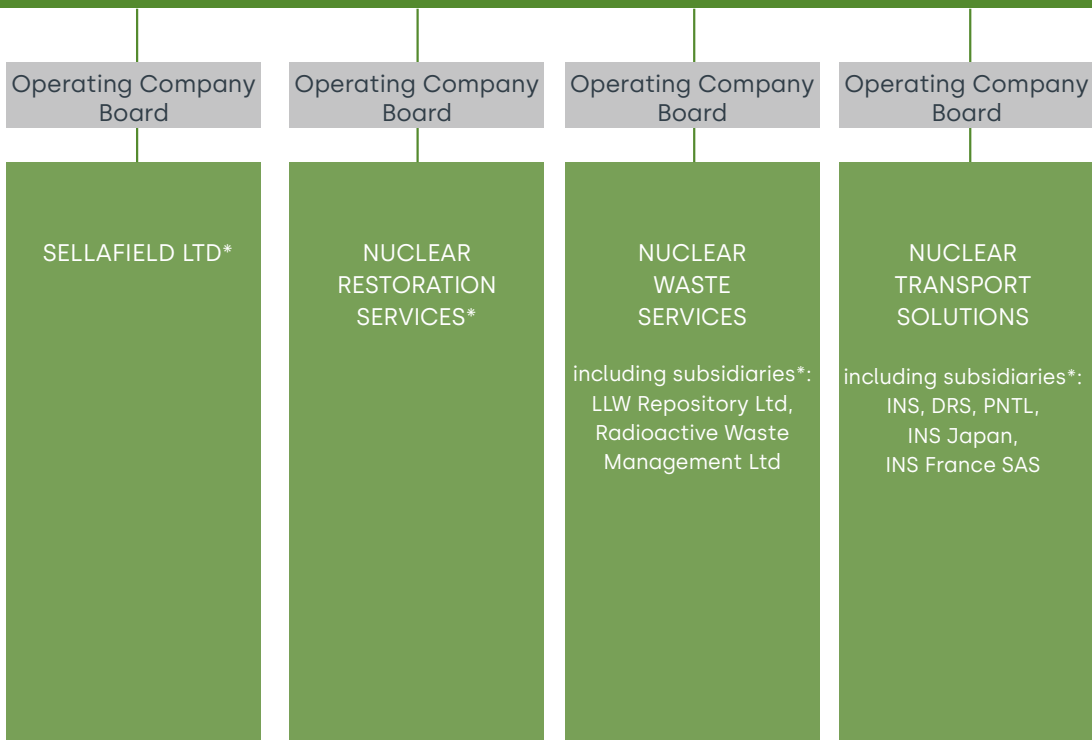 Operating Company
Board
Operating Company
Board
Operating Company
Board
Operating Company
Board
SELLAFIELD LTD*
NUCLEAR
RESTORATION
SERVICES*
NUCLEAR
WASTE
SERVICES
including subsidiaries*:
LLW Repository Ltd,
Radioactive Waste
Management Ltd
NUCLEAR
TRANSPORT
SOLUTIONS
including subsidiaries*:
INS, DRS, PNTL,
INS Japan,
INS France SAS